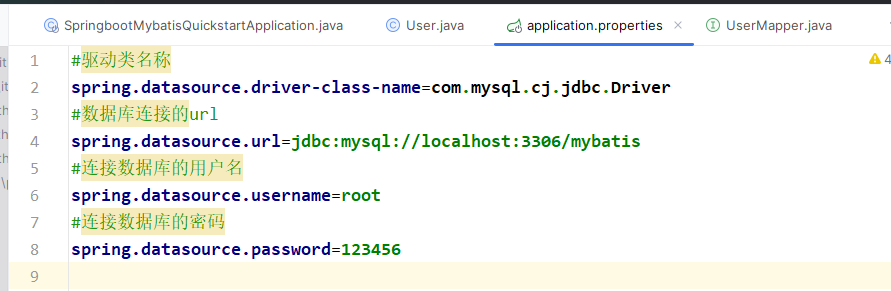 SpringbootMybatisQuickstartApplication.java User.java application.properties × UserMapper.java
1 #驱动类名称 4
2 spring.datasource.driver-class-name=com.mysql.cj.jdbc.Driver
3 #数据库连接的url
4 spring.datasource.url=jdbc:mysql://localhost:3306/mybatis
5 #连接数据库的用户名
6 spring.datasource.username=root
7 #连接数据库的密码
8 spring.datasource.password=123456
9